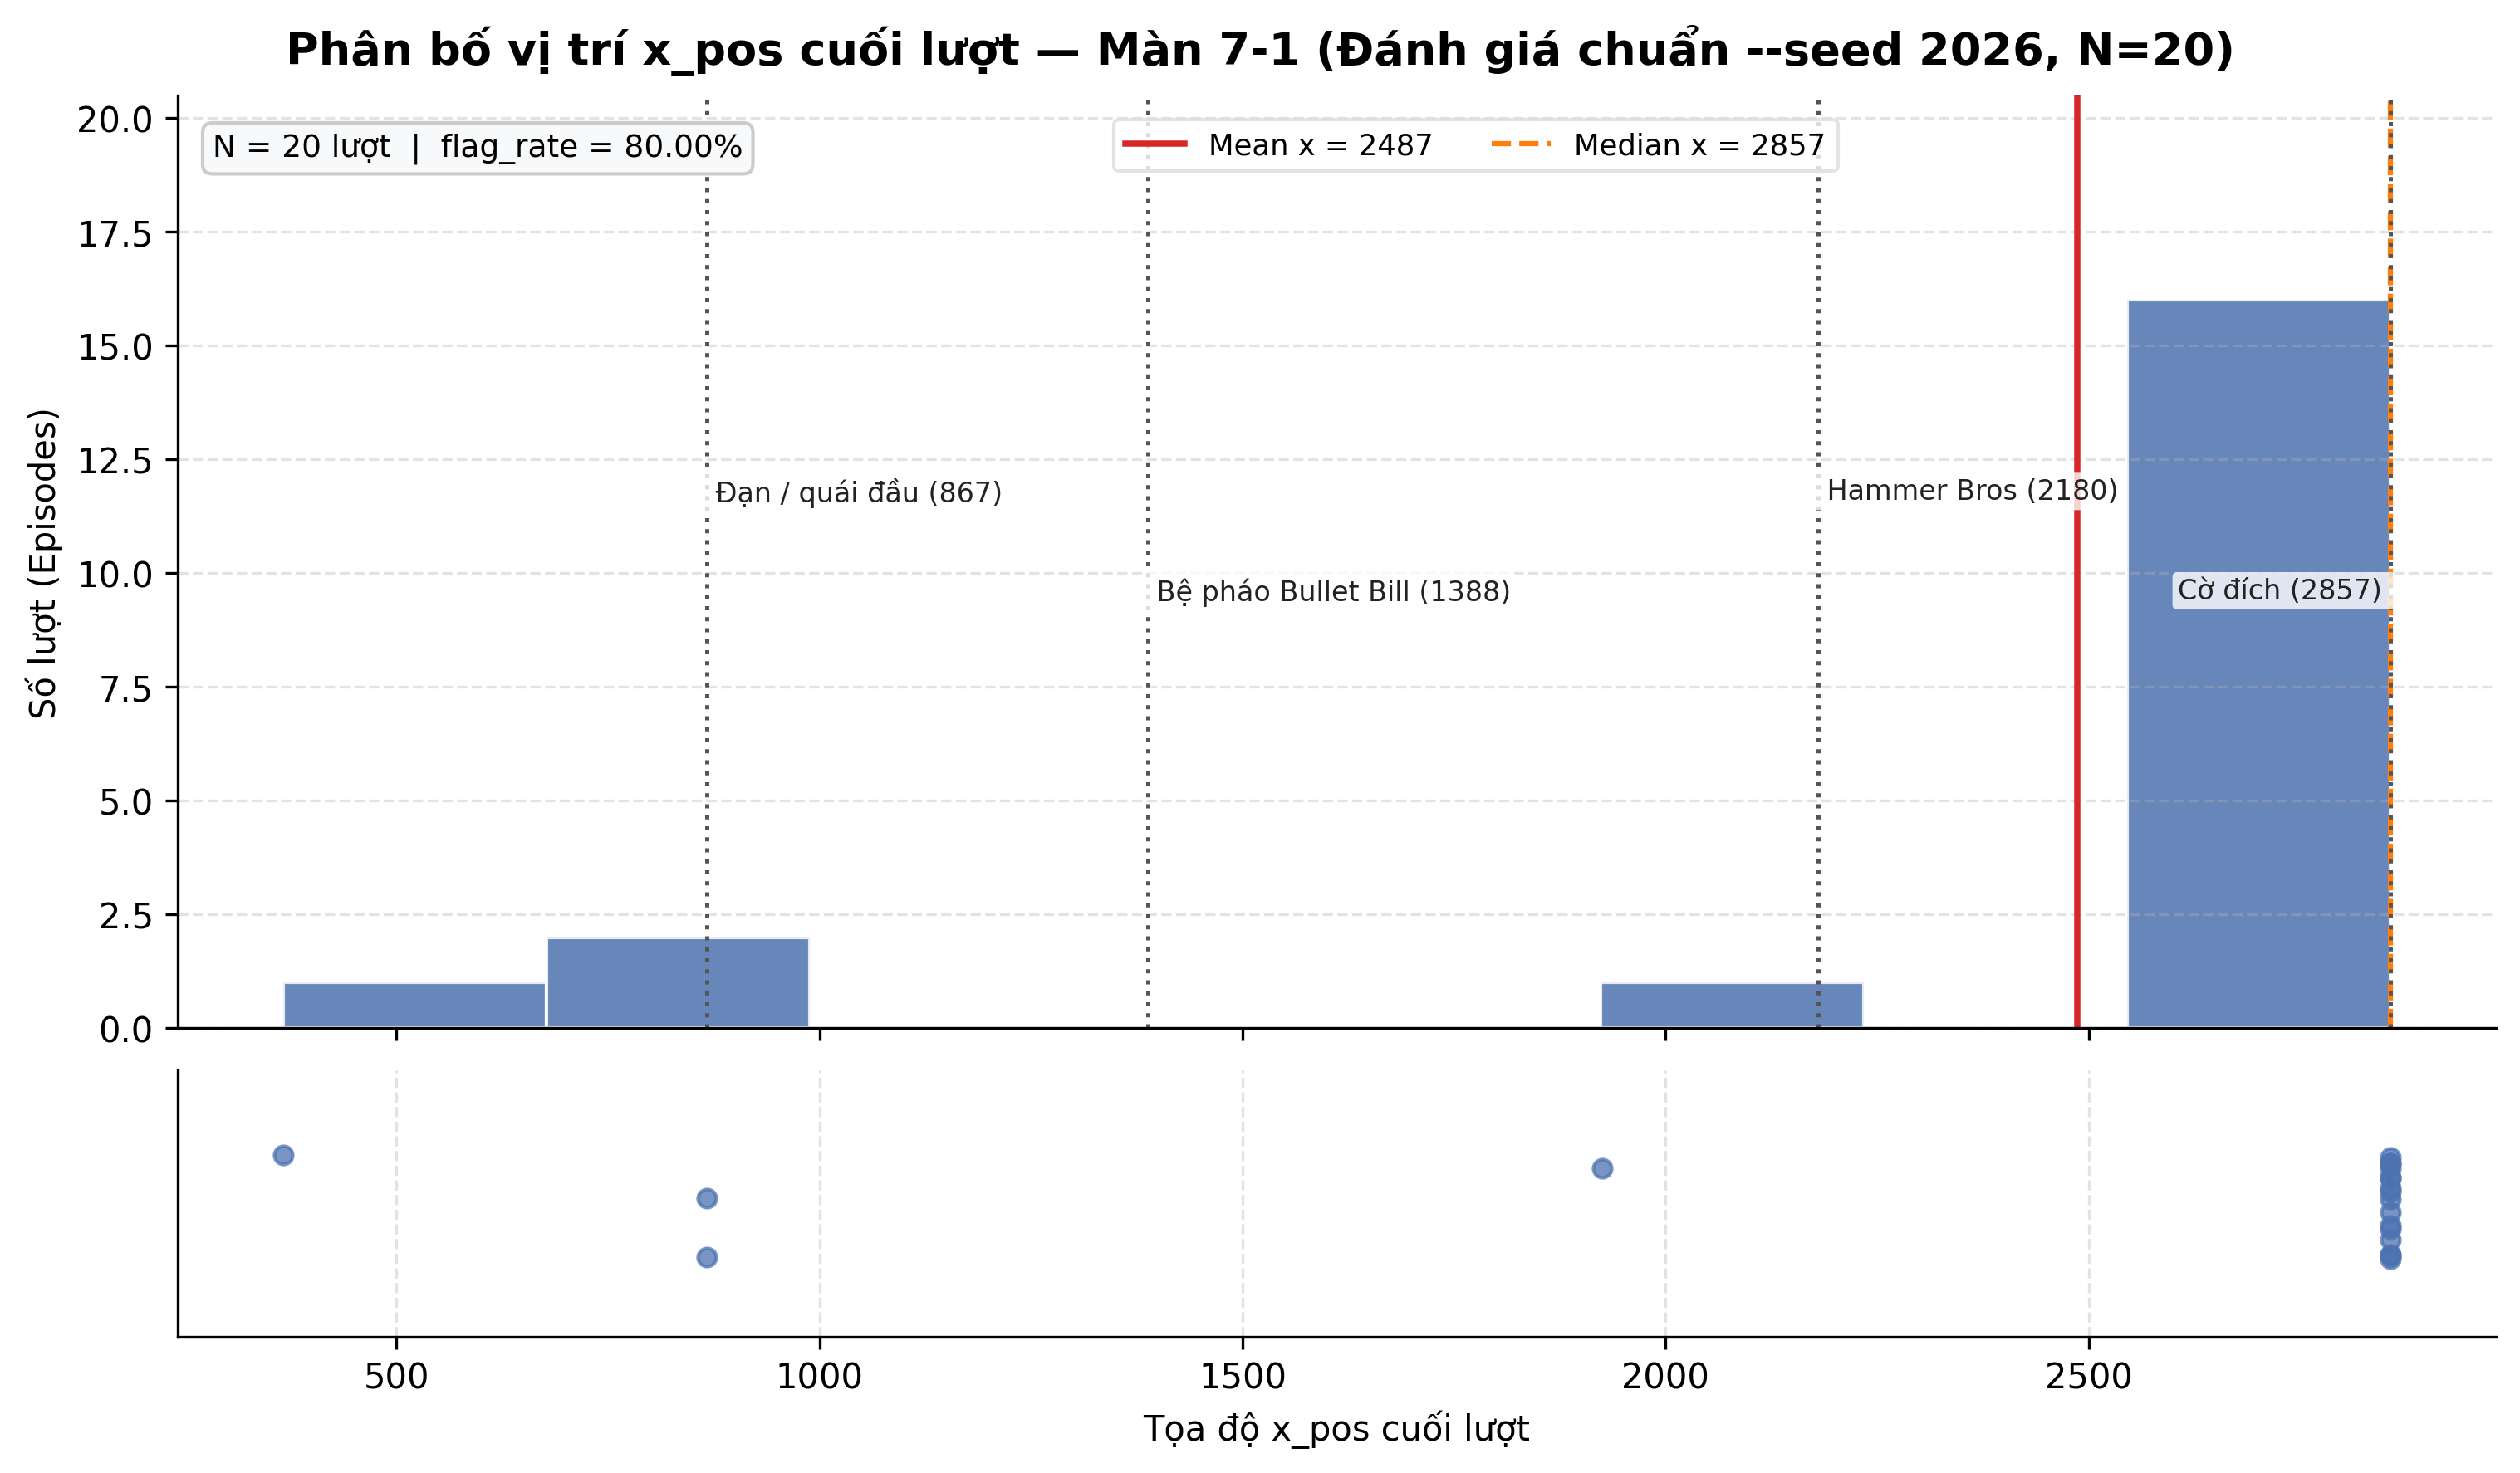 Phân bố vị trí x_pos cuối lượt — Màn 7-1 (Đánh giá chuẩn --seed 2026, N=20)
N = 20 lượt | flag_rate = 80.00%
Mean x = 2487
Median x = 2857
Số lượt (Episodes)
20.0
17.5
15.0
12.5
10.0
7.5
5.0
2.5
0.0
Đạn / quái đầu (867)
Bệ pháo Bullet Bill (1388)
Hammer Bros (2180)
Cờ đích (2857)
500
1000
1500
2000
2500
Tọa độ x_pos cuối lượt